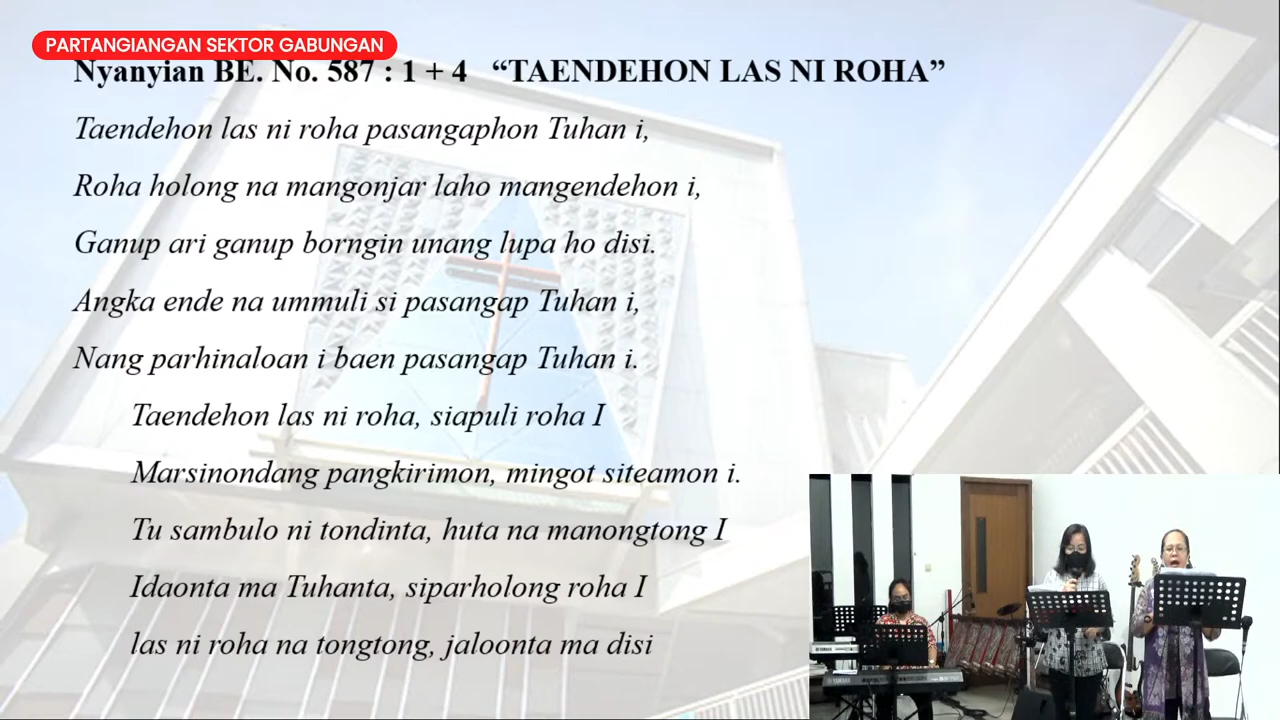 PARTANGIANGAN SEKTOR GABUNGAN
Nyanyian BE. No. 587 : 1 + 4 “TAENDEHON LAS NI ROHA”
Taendehon las ni roha pasangaphon Tuhan i,
Roha holong na mangonjar laho mangendehon i,
Ganup ari ganup borngin unang lupa ho disi.
Angka ende na ummuli si pasangap Tuhan i,
Nang parhinaloan i baen pasangap Tuhan i.
Taendehon las ni roha, siapuli roha I
Marsinondang pangkirimon, mingot siteamon i.
Tu sambulo ni tondinta, huta na manongtong I
Idaonta ma Tuhanta, siparholong roha I
las ni roha na tongtong, jaloonta ma disi